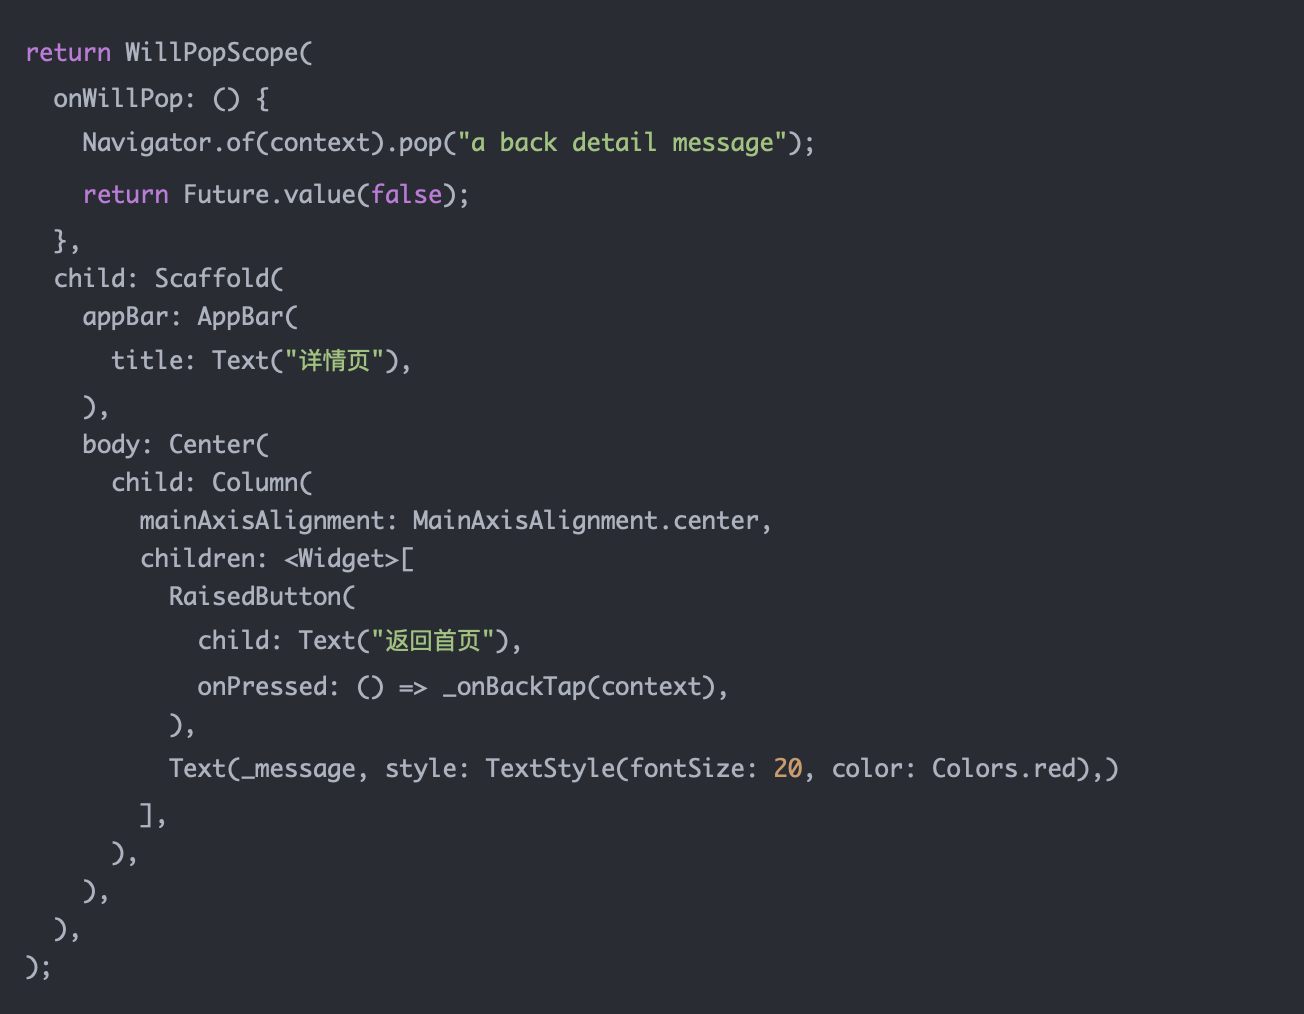 return WillPopScope(
  onWillPop: () {
    Navigator.of(context).pop("a back detail message");
    return Future.value(false);
  },
  child: Scaffold(
    appBar: AppBar(
      title: Text("详情页"),
    ),
    body: Center(
      child: Column(
        mainAxisAlignment: MainAxisAlignment.center,
        children: <Widget>[
          RaisedButton(
            child: Text("返回首页"),
            onPressed: () => _onBackTap(context),
          ),
          Text(_message, style: TextStyle(fontSize: 20, color: Colors.red),)
        ],
      ),
    ),
  ),
);